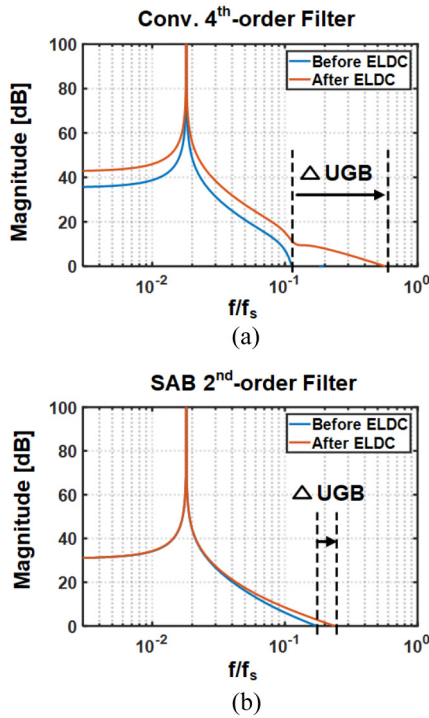 Conv. 4th-order Filter
Magnitude [dB]
100
80
60
40
20
0
Before ELDC
After ELDC
Δ UGB
10-2
10-1
100
f/fs
(a)
SAB 2nd-order Filter
Magnitude [dB]
100
80
60
40
20
0
Before ELDC
After ELDC
Δ UGB
10-2
10-1
100
f/fs
(b)